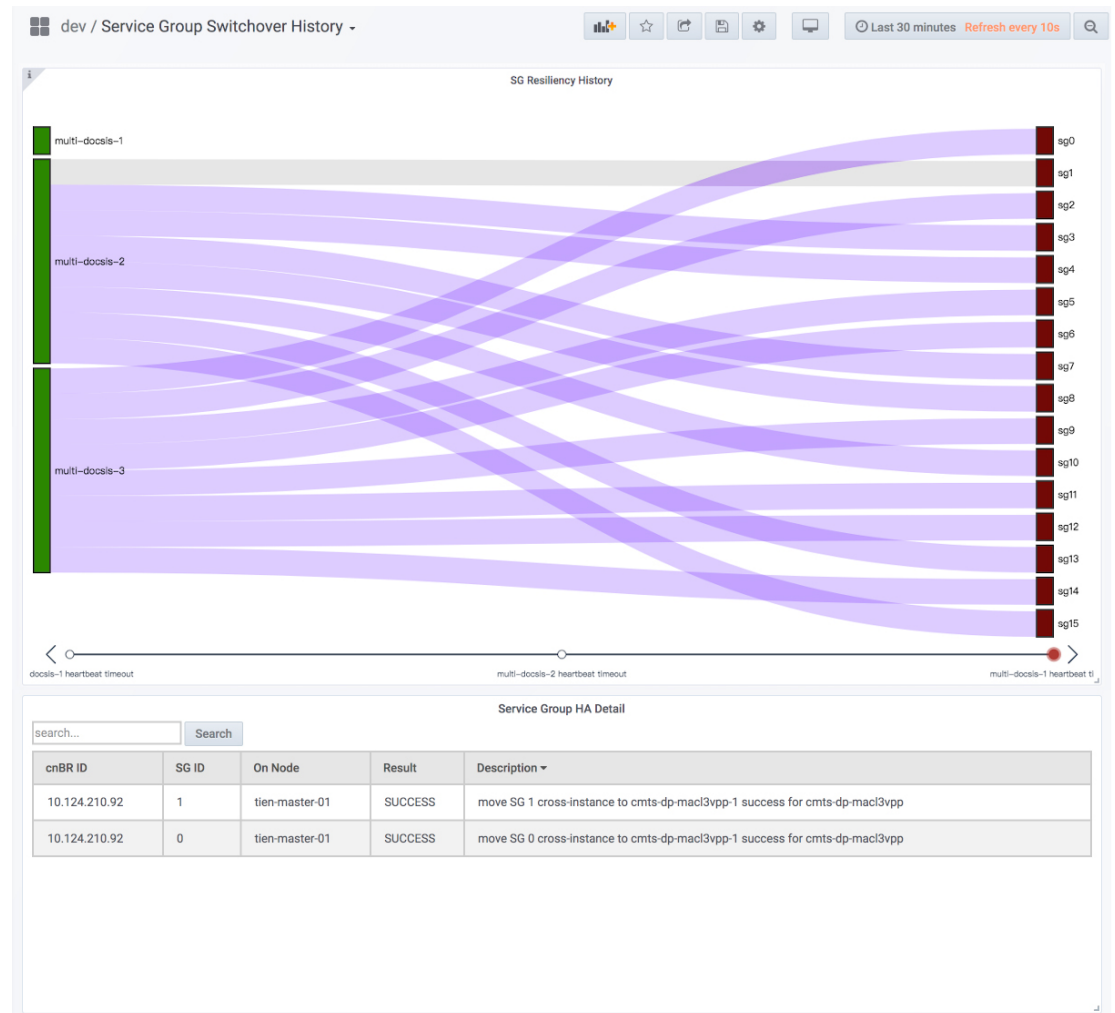 dev / Service Group Switchover History
Last 30 minutes Refresh every 10s
i
SG Resiliency History
multi-docsis-1
multi-docsis-2
multi-docsis-3
sg0
sg1
sg2
sg3
sg4
sg5
sg6
sg7
sg8
sg9
sg10
sg11
sg12
sg13
sg14
sg15
docsis-1 heartbeat timeout
multi-docsis-2 heartbeat timeout
multi-docsis-1 heartbeat ti
Service Group HA Detail
search... Search
cnBR ID SG ID On Node Result Description
10.124.210.92 1 tien-master-01 SUCCESS move SG 1 cross-instance to cmts-dp-macl3vpp-1 success for cmts-dp-macl3vpp
10.124.210.92 0 tien-master-01 SUCCESS move SG 0 cross-instance to cmts-dp-macl3vpp-1 success for cmts-dp-macl3vpp